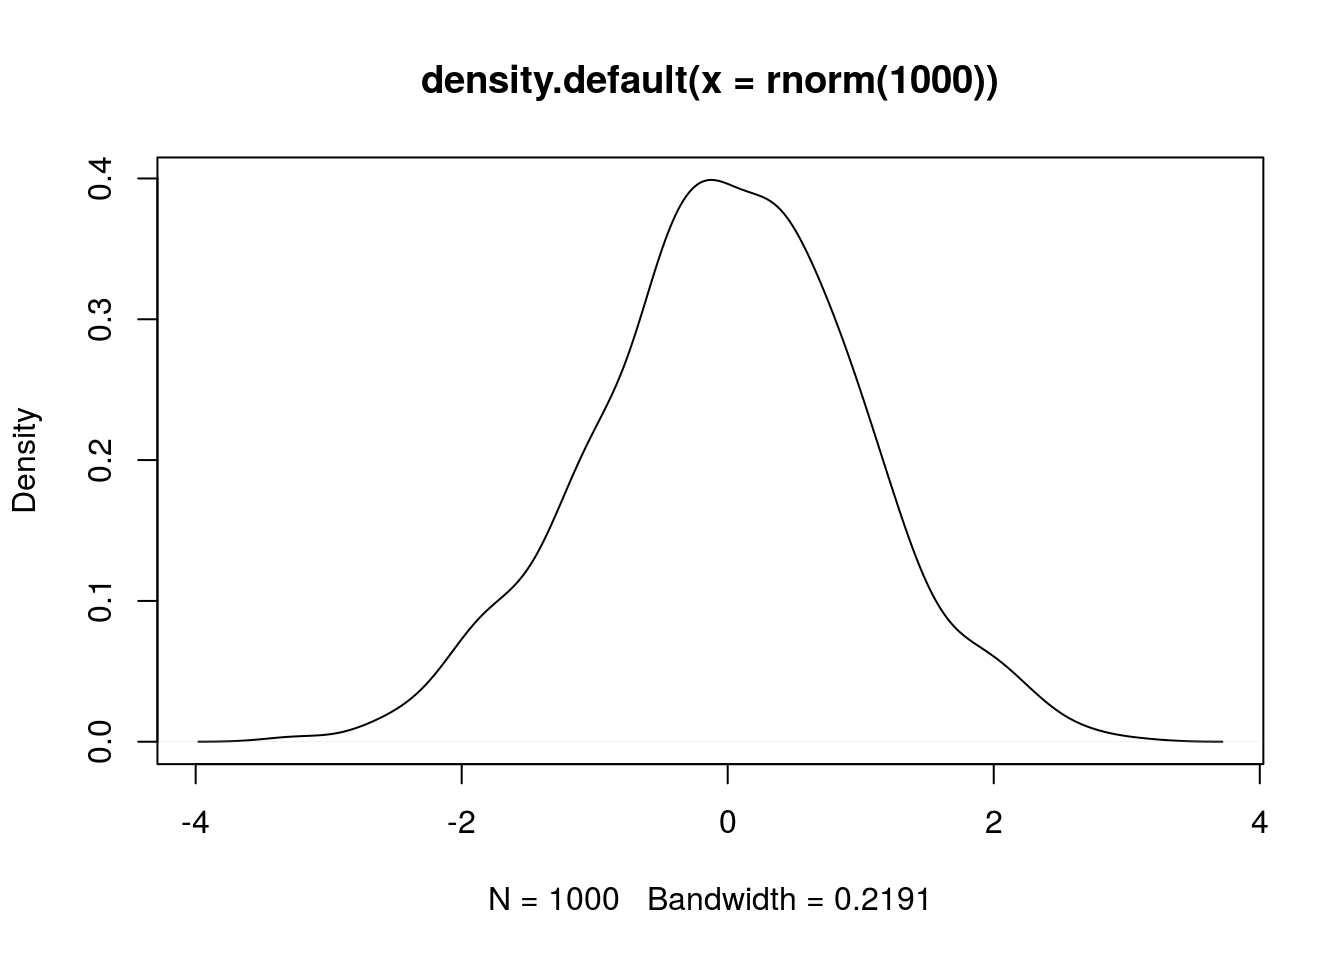 density.default(x = rnorm(1000))
Density
0.4
0.3
0.2
0.1
0.0
-4 -2 0 2 4
N = 1000 Bandwidth = 0.2191